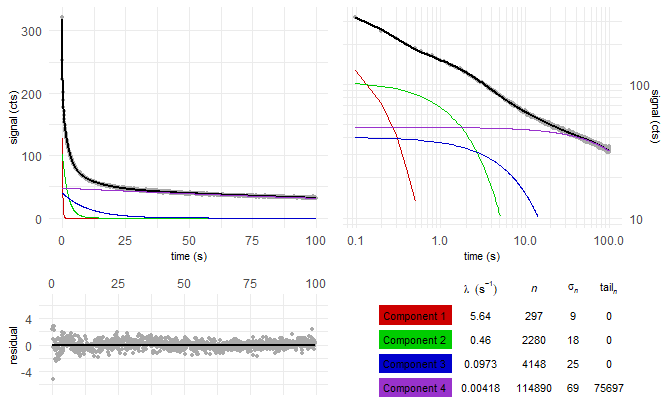 signal (cts)
300
200
100
0
0 25 50 75 100
time (s)
100
10
signal (cts)
0.1 1.0 10.0 100.0
time (s)
0 25 50 75 100
residual
4
0
-4
λ (s⁻¹) n σₙ tailₙ
Component 1 5.64 297 9 0
Component 2 0.46 2280 18 0
Component 3 0.0973 4148 25 0
Component 4 0.00418 114890 69 75697